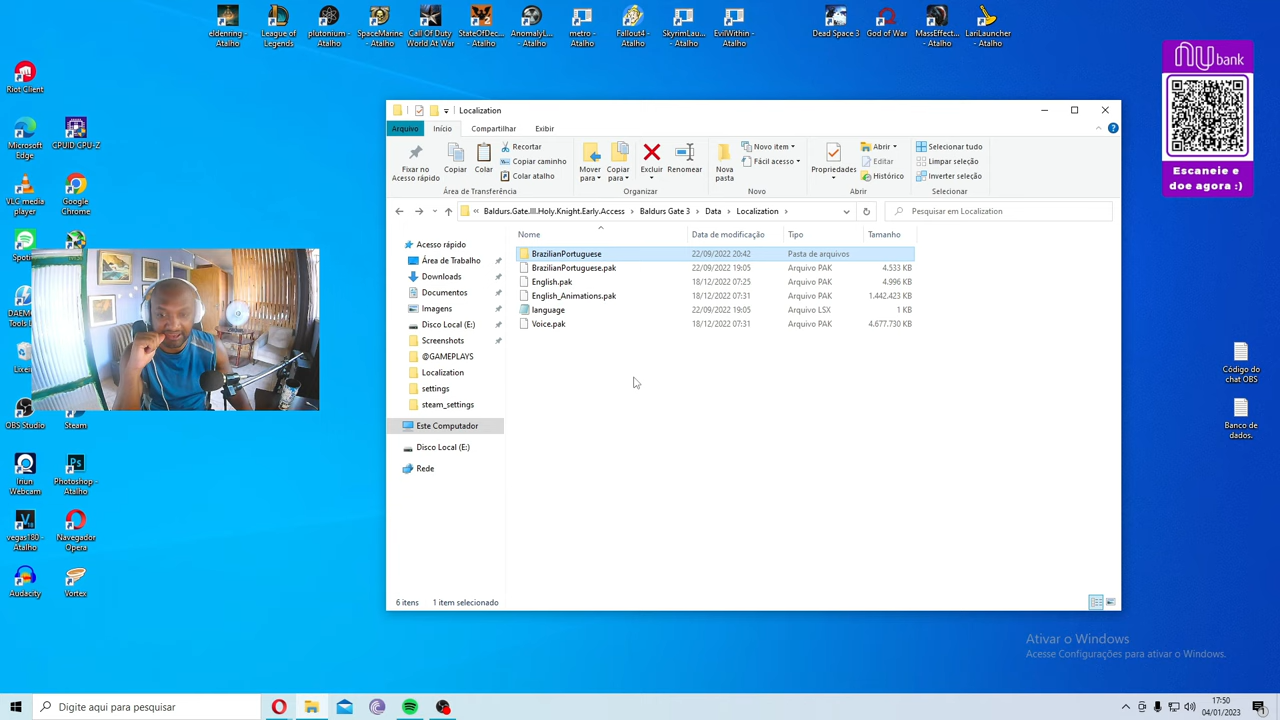 eldenring - Atalho
League of Legends
plutonium - Atalho
SpaceMarine - Atalho
Call Of Duty World At War
StateOfDec... - Atalho
AnomalyL... - Atalho
metro - Atalho
Fallout4 - Atalho
SkyrimLau... - Atalho
EvilWithin - Atalho
Dead Space 3
God of War
MassEffect... - Atalho
LariLauncher - Atalho
Riot Client
Microsoft Edge
CPUID CPU-Z
VLC media player
Google Chrome
OBS Studio
Steam
Iriun Webcam
Photoshop - Atalho
vegas180 - Atalho
Navegador Opera
Audacity
Vortex
nu bank
Escaneie e
doe agora :)
Código do chat OBS
Banco de dados.
Localization
Arquivo
Início
Compartilhar
Exibir
Fixar no Acesso rápido
Copiar
Colar
Recortar
Copiar caminho
Colar atalho
Área de Transferência
Mover para
Copiar para
Excluir
Renomear
Organizar
Nova pasta
Novo item
Fácil acesso
Novo
Propriedades
Abrir
Editar
Histórico
Abrir
Selecionar tudo
Limpar seleção
Inverter seleção
Selecionar
« Baldurs.Gate.III.Holy.Knight.Early.Access › Baldurs Gate 3 › Data › Localization ›
Pesquisar em Localization
Nome Data de modificação Tipo Tamanho
BrazilianPortuguese 22/09/2022 20:42 Pasta de arquivos
BrazilianPortuguese.pak 22/09/2022 19:05 Arquivo PAK 4.533 KB
English.pak 18/12/2022 07:25 Arquivo PAK 4.996 KB
English_Animations.pak 18/12/2022 07:31 Arquivo PAK 1.442.423 KB
language 22/09/2022 19:05 Arquivo LSX 1 KB
Voice.pak 18/12/2022 07:31 Arquivo PAK 4.677.730 KB
Acesso rápido
Área de Trabalho
Downloads
Documentos
Imagens
Disco Local (E:)
Screenshots
@GAMEPLAYS
Localization
settings
steam_settings
Este Computador
Disco Local (E:)
Rede
6 itens 1 item selecionado
Ativar o Windows
Acesse Configurações para ativar o Windows.
Digite aqui para pesquisar
17:50
04/01/2023